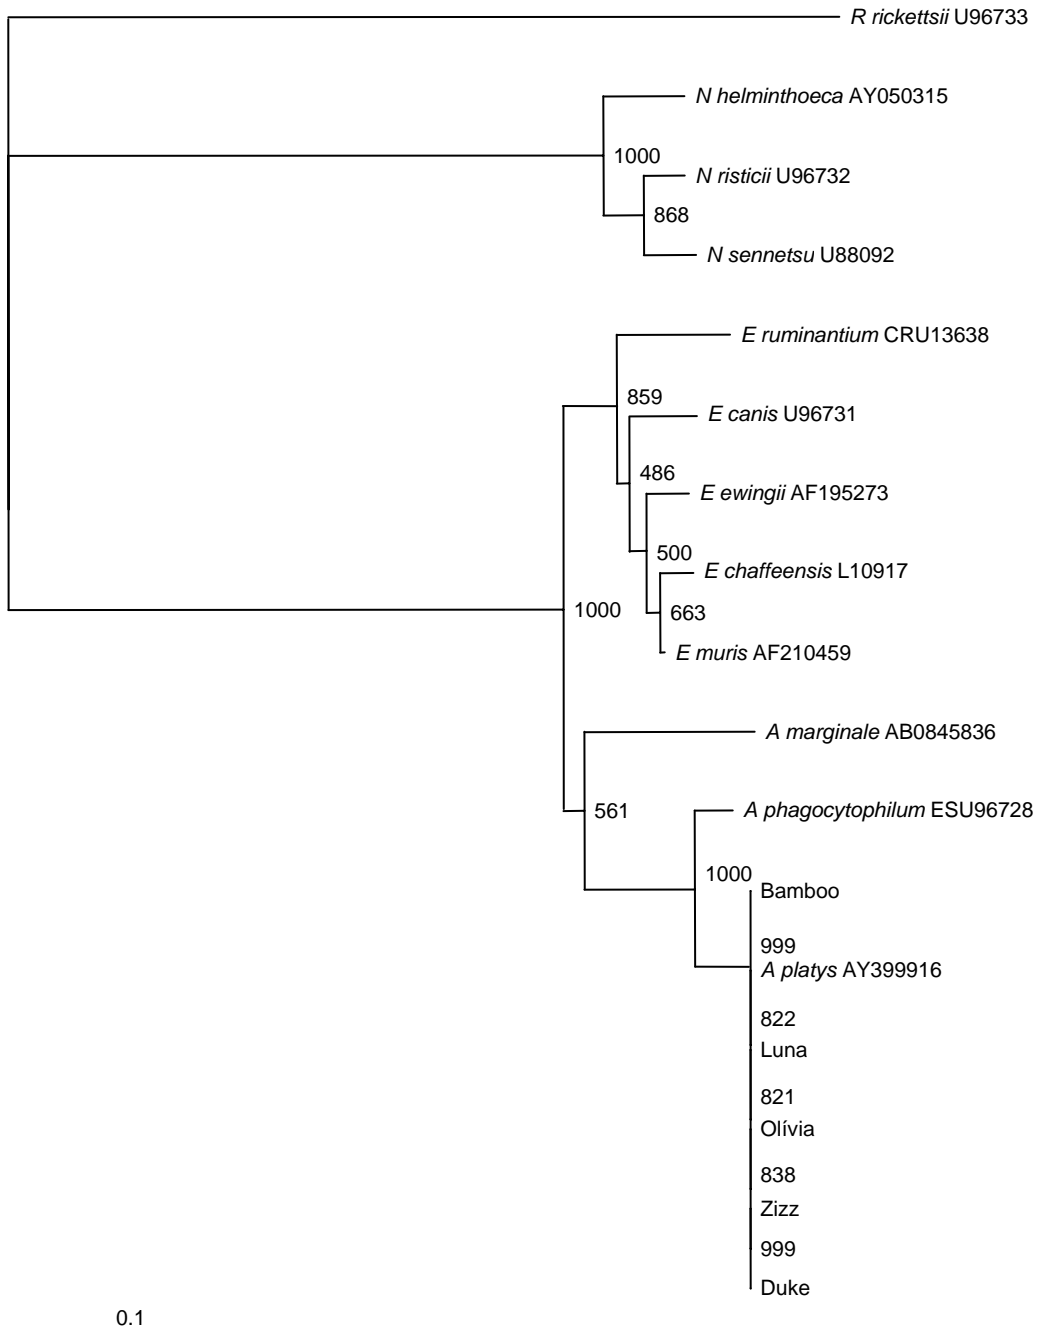 R rickettsii U96733
N helminthoeca AY050315
1000
N risticii U96732
868
N sennetsu U88092
E ruminantium CRU13638
859
E canis U96731
486
E ewingii AF195273
500
E chaffeensis L10917
1000
663
E muris AF210459
A marginale AB0845836
561
A phagocytophilum ESU96728
1000
Bamboo
999
A platys AY399916
822
Luna
821
Olívia
838
Zizz
999
Duke
0.1